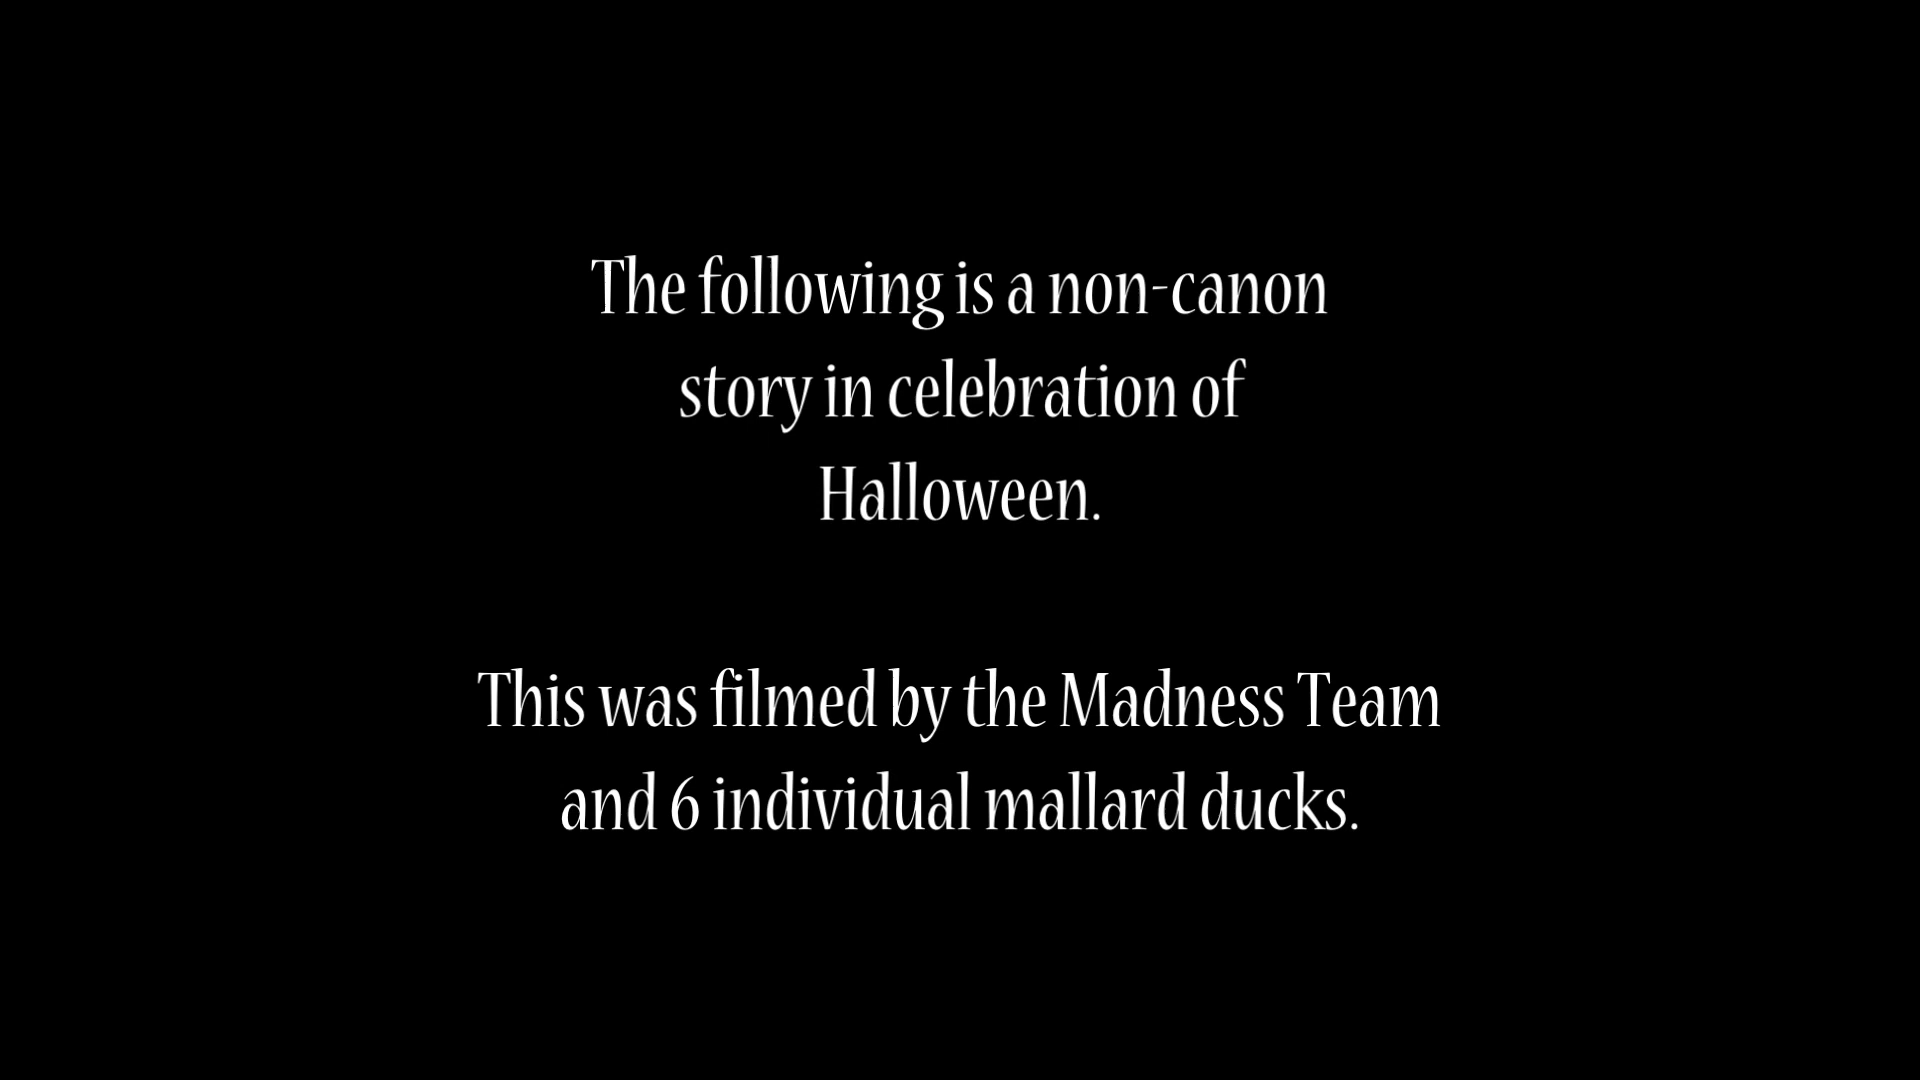 The following is a non-canon
story in celebration of
Halloween.
This was filmed by the Madness Team
and 6 individual mallard ducks.